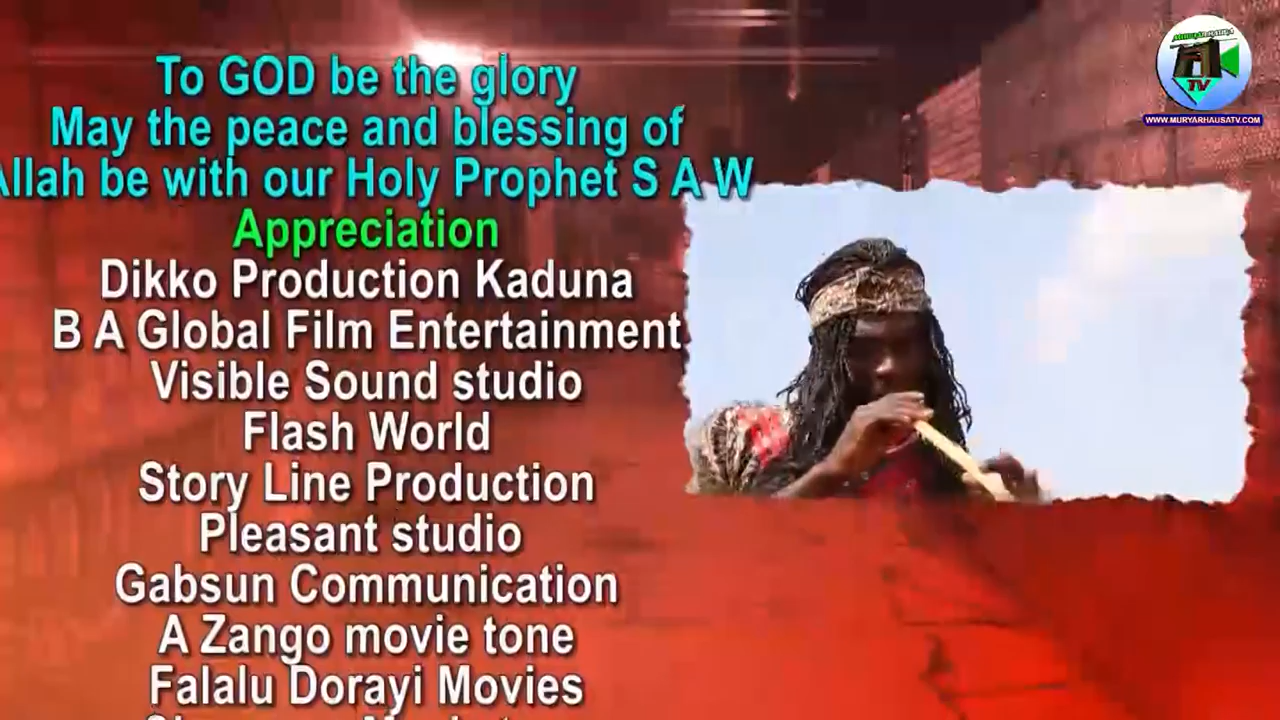 To GOD be the glory
May the peace and blessing of
Allah be with our Holy Prophet S A W
Appreciation
Dikko Production Kaduna
B A Global Film Entertainment
Visible Sound studio
Flash World
Story Line Production
Pleasant studio
Gabsun Communication
A Zango movie tone
Falalu Dorayi Movies
TV
WWW.MURYARHAUSATV.COM